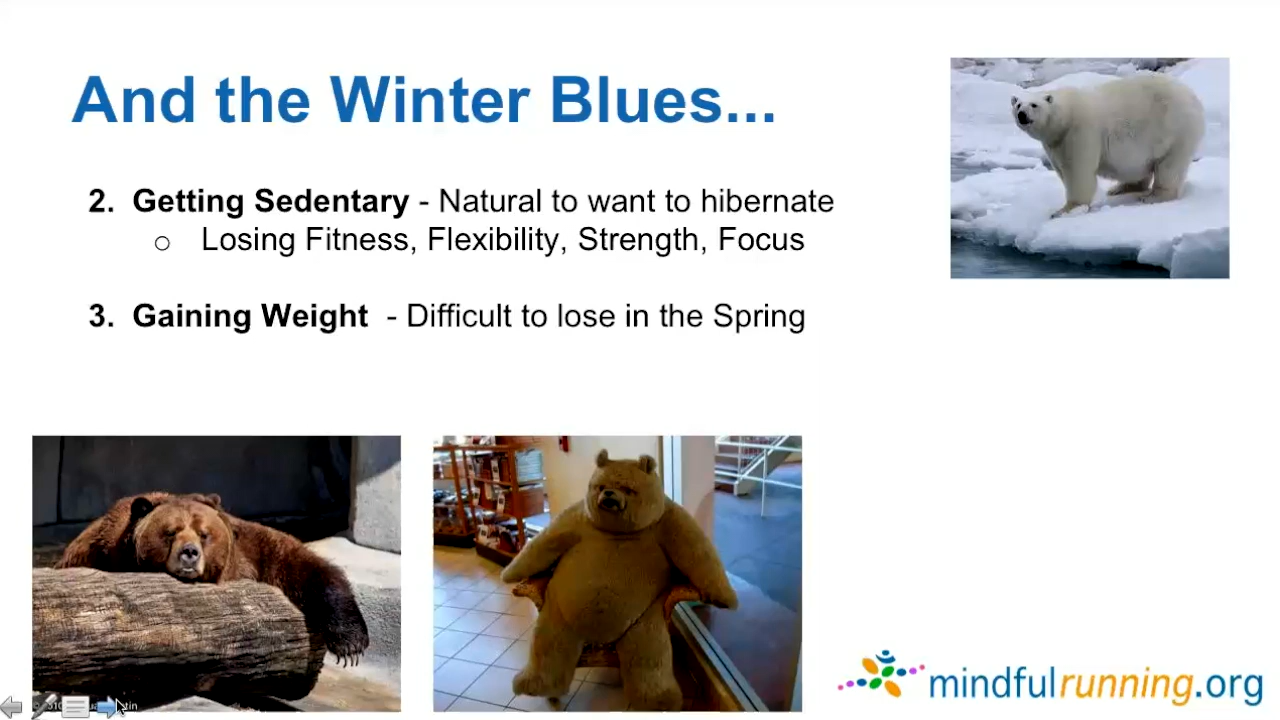 And the Winter Blues...
2. Getting Sedentary - Natural to want to hibernate
o Losing Fitness, Flexibility, Strength, Focus
3. Gaining Weight - Difficult to lose in the Spring
mindfulrunning.org